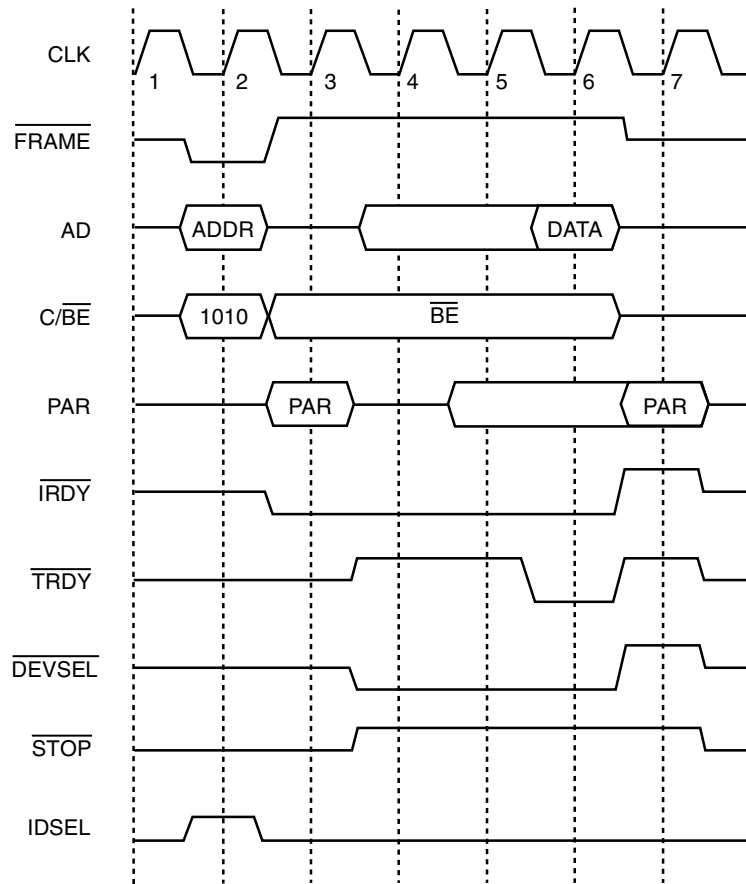 CLK
1 2 3 4 5 6 7
FRAME
AD ADDR DATA
C/BE 1010 BE
PAR PAR PAR
IRDY
TRDY
DEVSEL
STOP
IDSEL